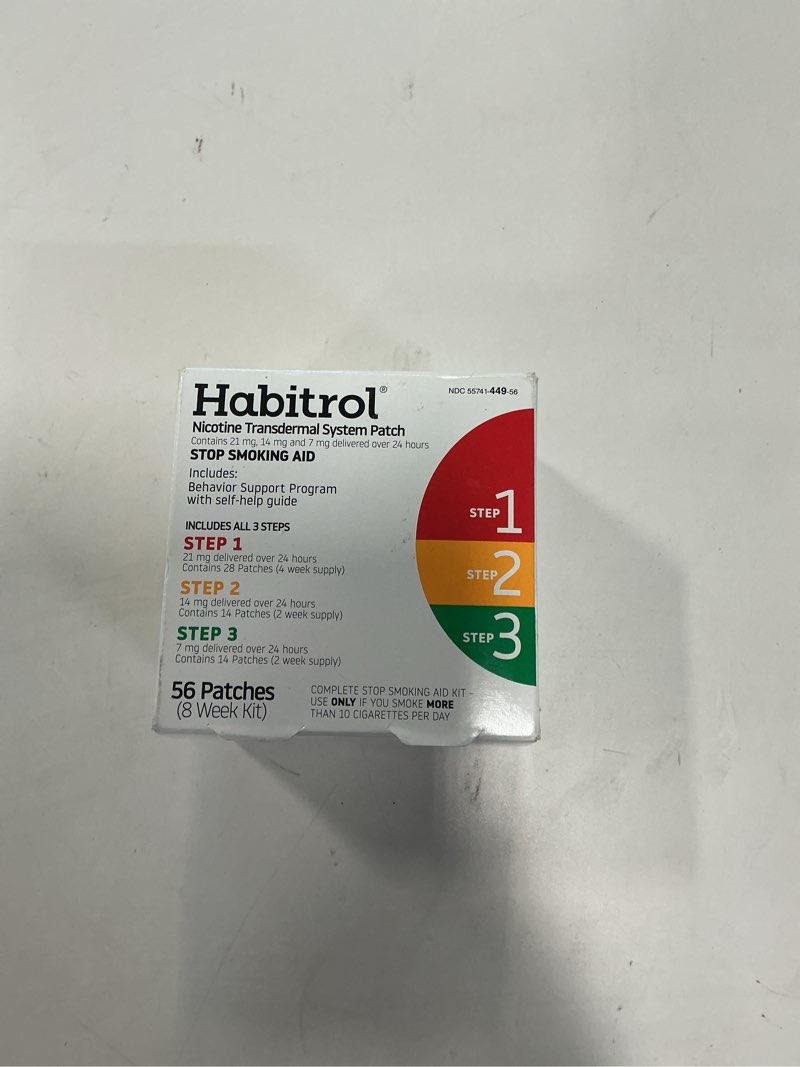 Habitrol®
NDC 55741-449-56
Nicotine Transdermal System Patch
Contains 21 mg, 14 mg and 7 mg delivered over 24 hours
STOP SMOKING AID
Includes:
Behavior Support Program
with self-help guide
INCLUDES ALL 3 STEPS
STEP 1
21 mg delivered over 24 hours
Contains 28 Patches (4 week supply)
STEP 2
14 mg delivered over 24 hours
Contains 14 Patches (2 week supply)
STEP 3
7 mg delivered over 24 hours
Contains 14 Patches (2 week supply)
STEP 1
STEP 2
STEP 3
56 Patches
(8 Week Kit)
COMPLETE STOP SMOKING AID KIT –
USE ONLY IF YOU SMOKE MORE
THAN 10 CIGARETTES PER DAY